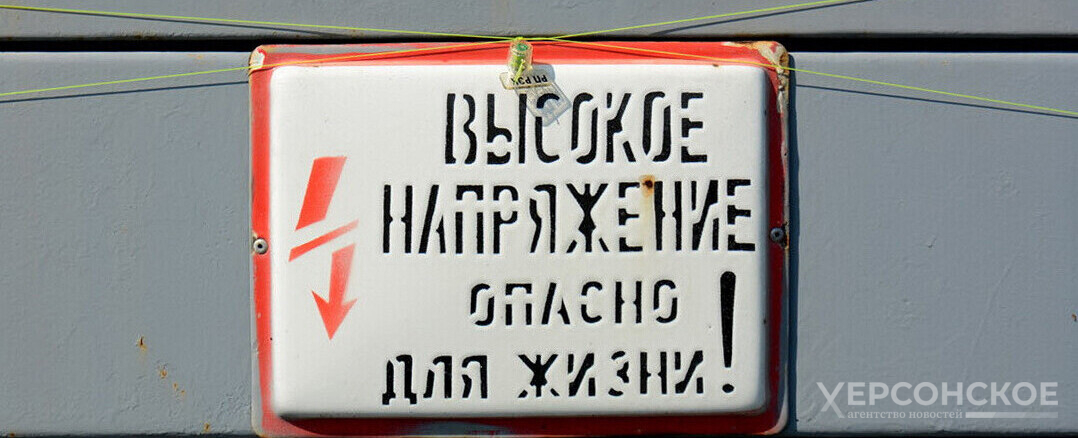 ВЫСОКОЕ
НАПРЯЖЕНИЕ
ОПАСНО
ДЛЯ ЖИЗНИ!
ХЕРСОНСКОЕ
агентство новостей